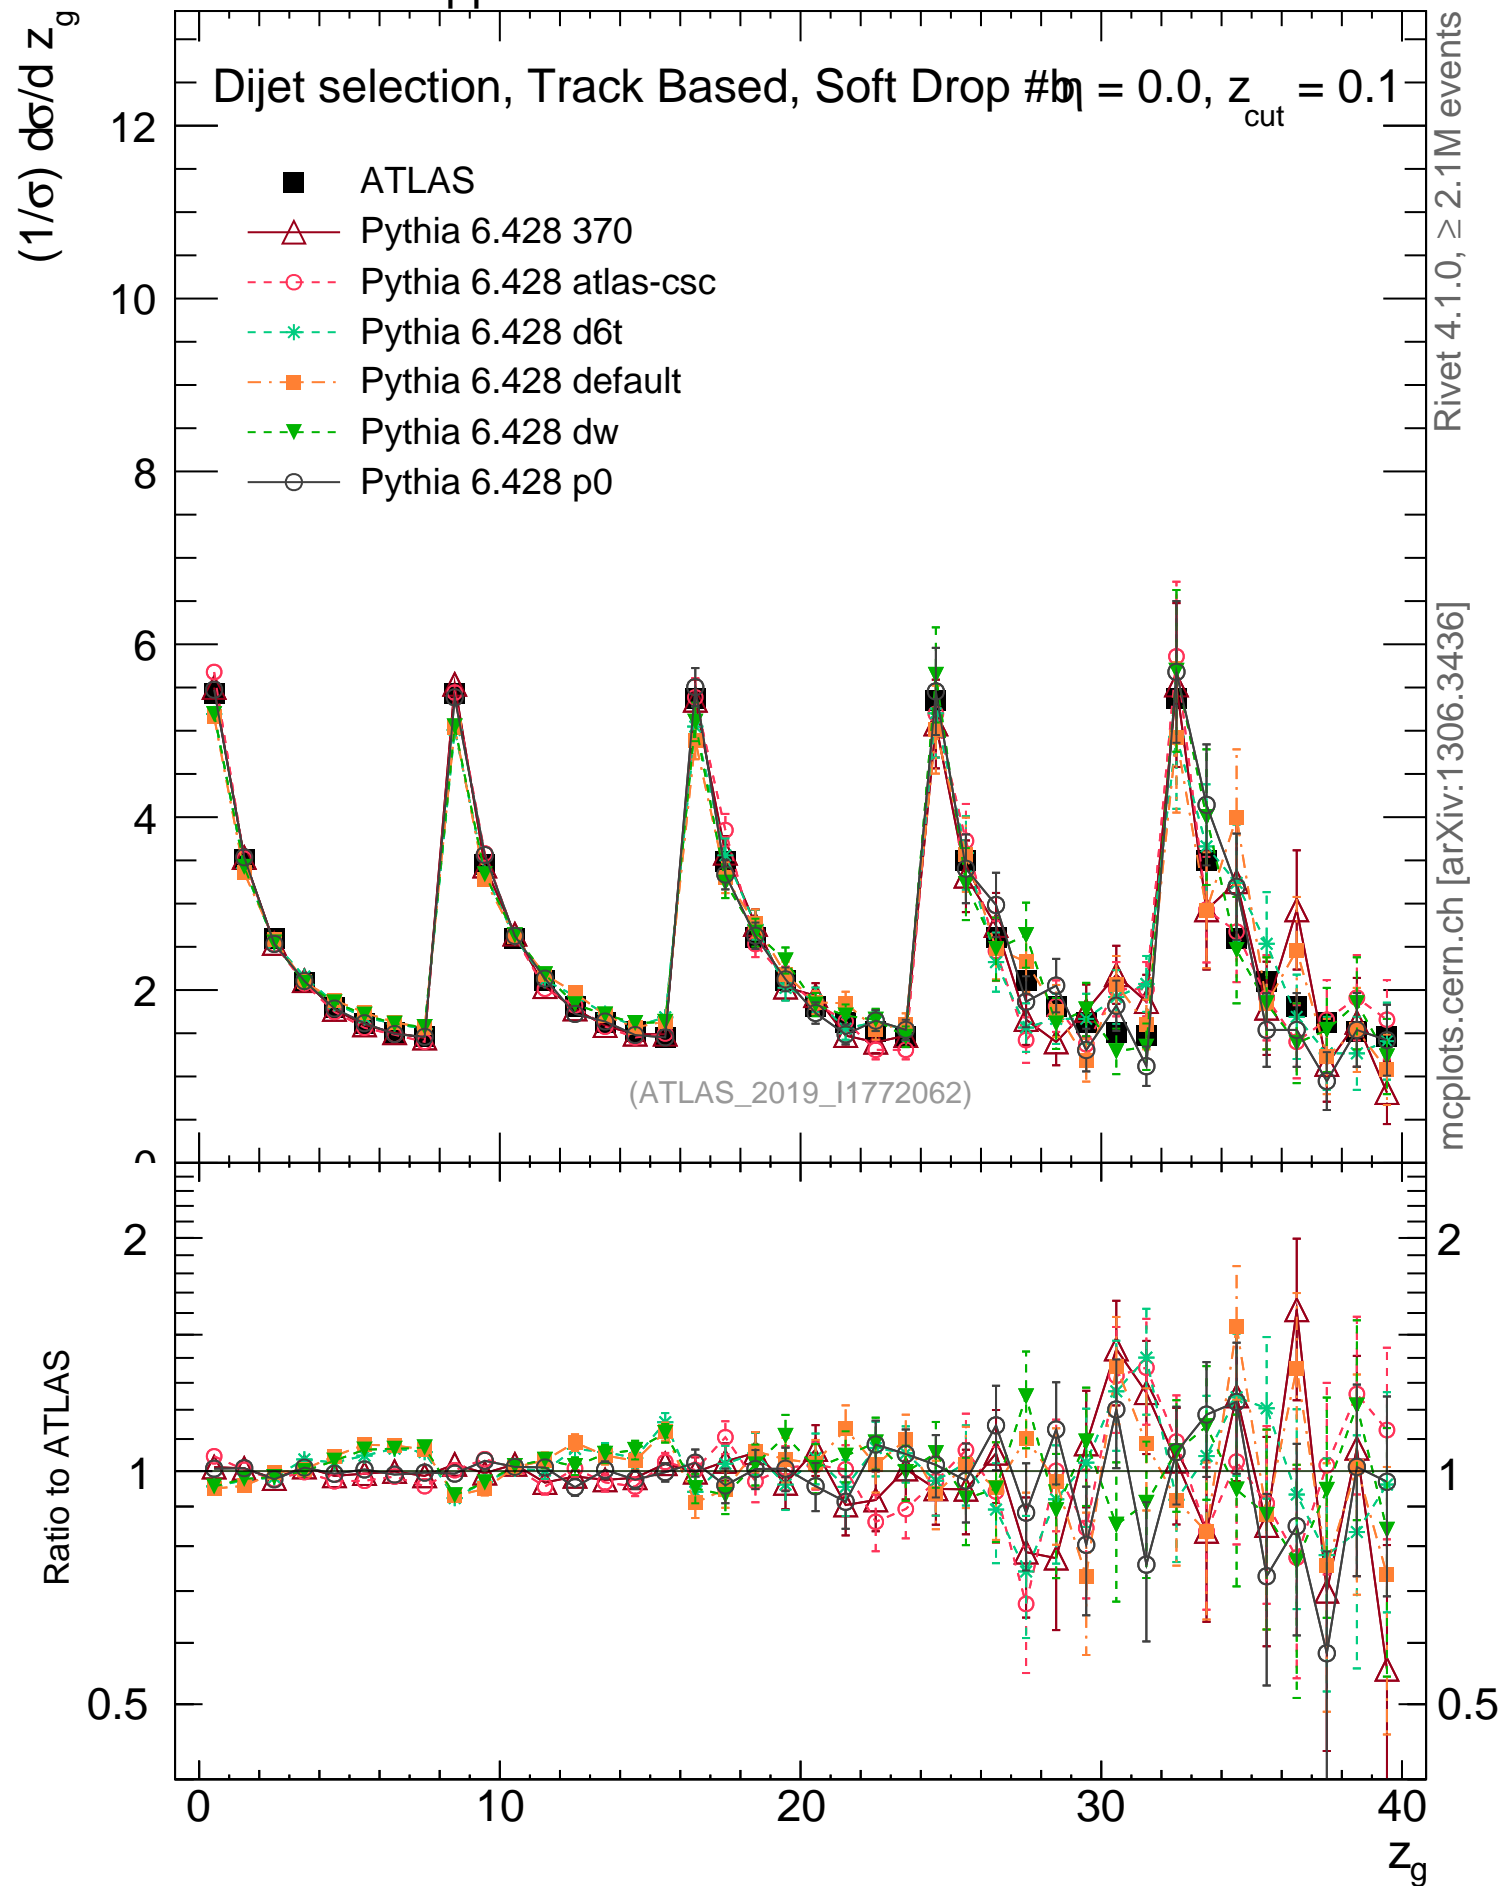 (1/σ) dσ/d z_g
Dijet selection, Track Based, Soft Drop #bη = 0.0, z_cut = 0.1
ATLAS
Pythia 6.428 370
Pythia 6.428 atlas-csc
Pythia 6.428 d6t
Pythia 6.428 default
Pythia 6.428 dw
Pythia 6.428 p0
12
10
8
6
4
2
0
(ATLAS_2019_I1772062)
Rivet 4.1.0, ≥ 2.1M events
mcplots.cern.ch [arXiv:1306.3436]
Ratio to ATLAS
2
1
0.5
2
1
0.5
0 10 20 30 40
z_g